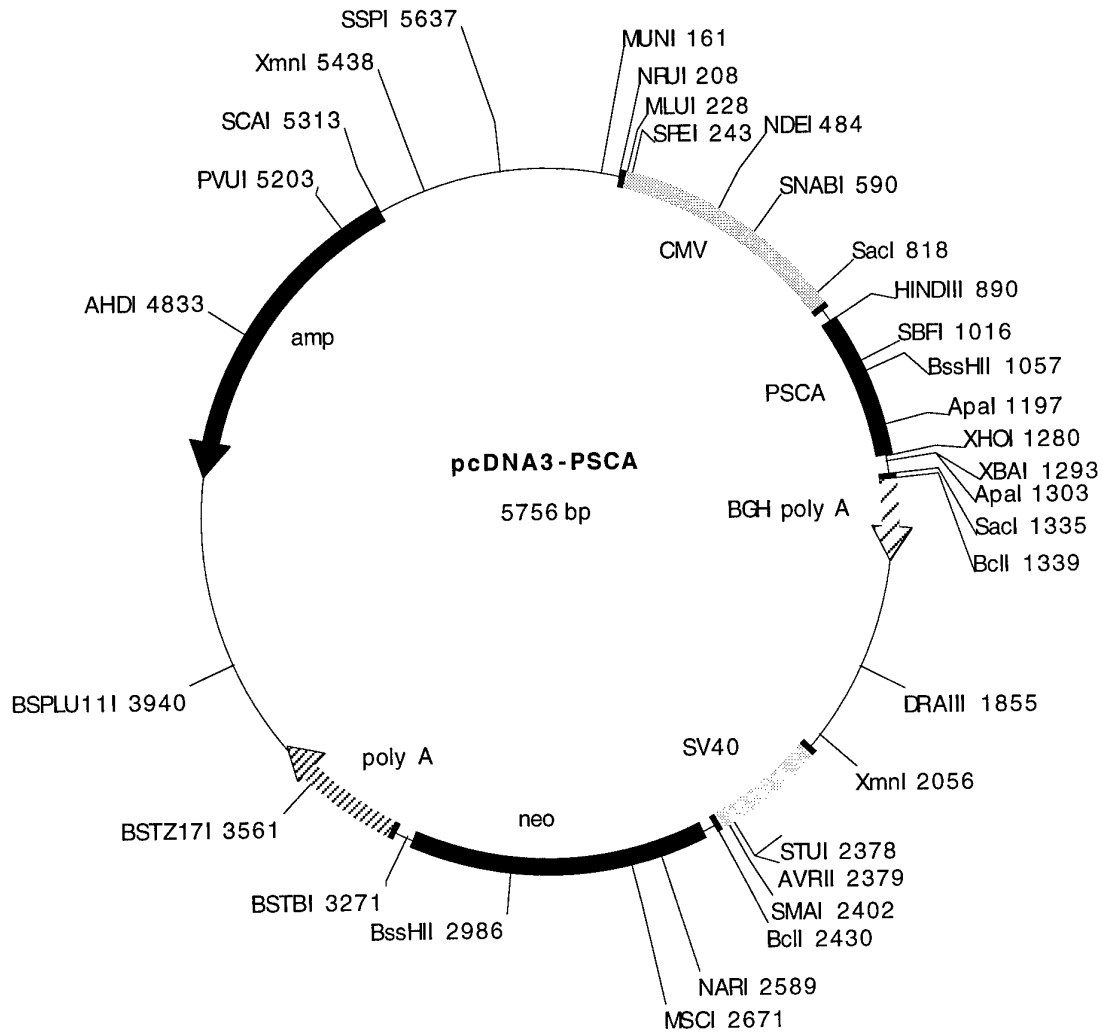 SSPI 5637
MUNI 161
XmnI 5438
NRUI 208
MLUI 228
SCAI 5313
SPEI 243
NDEI 484
PVUI 5203
SNABI 590
CMV
SacI 818
HINDIII 890
AHDI 4833
amp
SBFI 1016
BssHII 1057
PSCA
ApaI 1197
XHOI 1280
pcDNA3-PSCA
XBAI 1293
ApaI 1303
5756 bp
BGH poly A
SacI 1335
BclI 1339
BSPLU11I 3940
DRAIII 1855
SV40
poly A
XmnI 2056
BSTZ17I 3561
neo
STUI 2378
AVRII 2379
BSTBI 3271
SMAI 2402
BssHII 2986
BclI 2430
NARI 2589
MSCI 2671